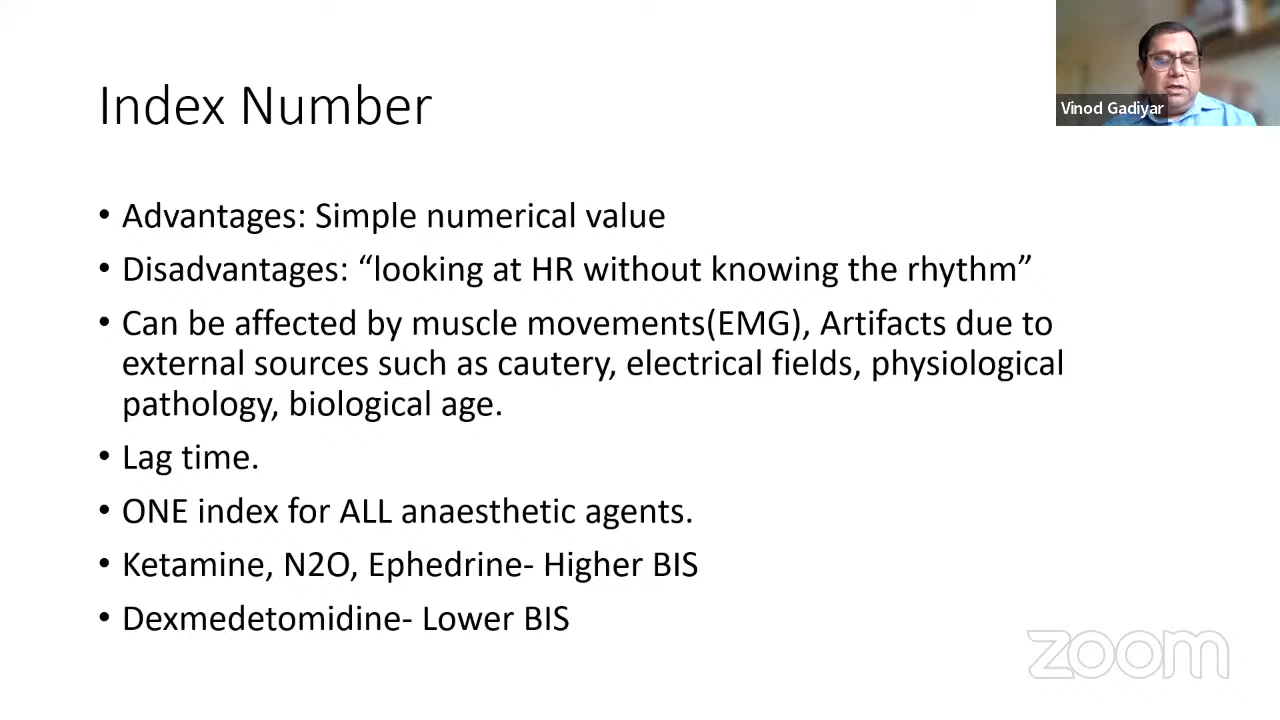 Index Number
Vinod Gadiyar
• Advantages: Simple numerical value
• Disadvantages: “looking at HR without knowing the rhythm”
• Can be affected by muscle movements(EMG), Artifacts due to
external sources such as cautery, electrical fields, physiological
pathology, biological age.
• Lag time.
• ONE index for ALL anaesthetic agents.
• Ketamine, N2O, Ephedrine- Higher BIS
• Dexmedetomidine- Lower BIS
zoom